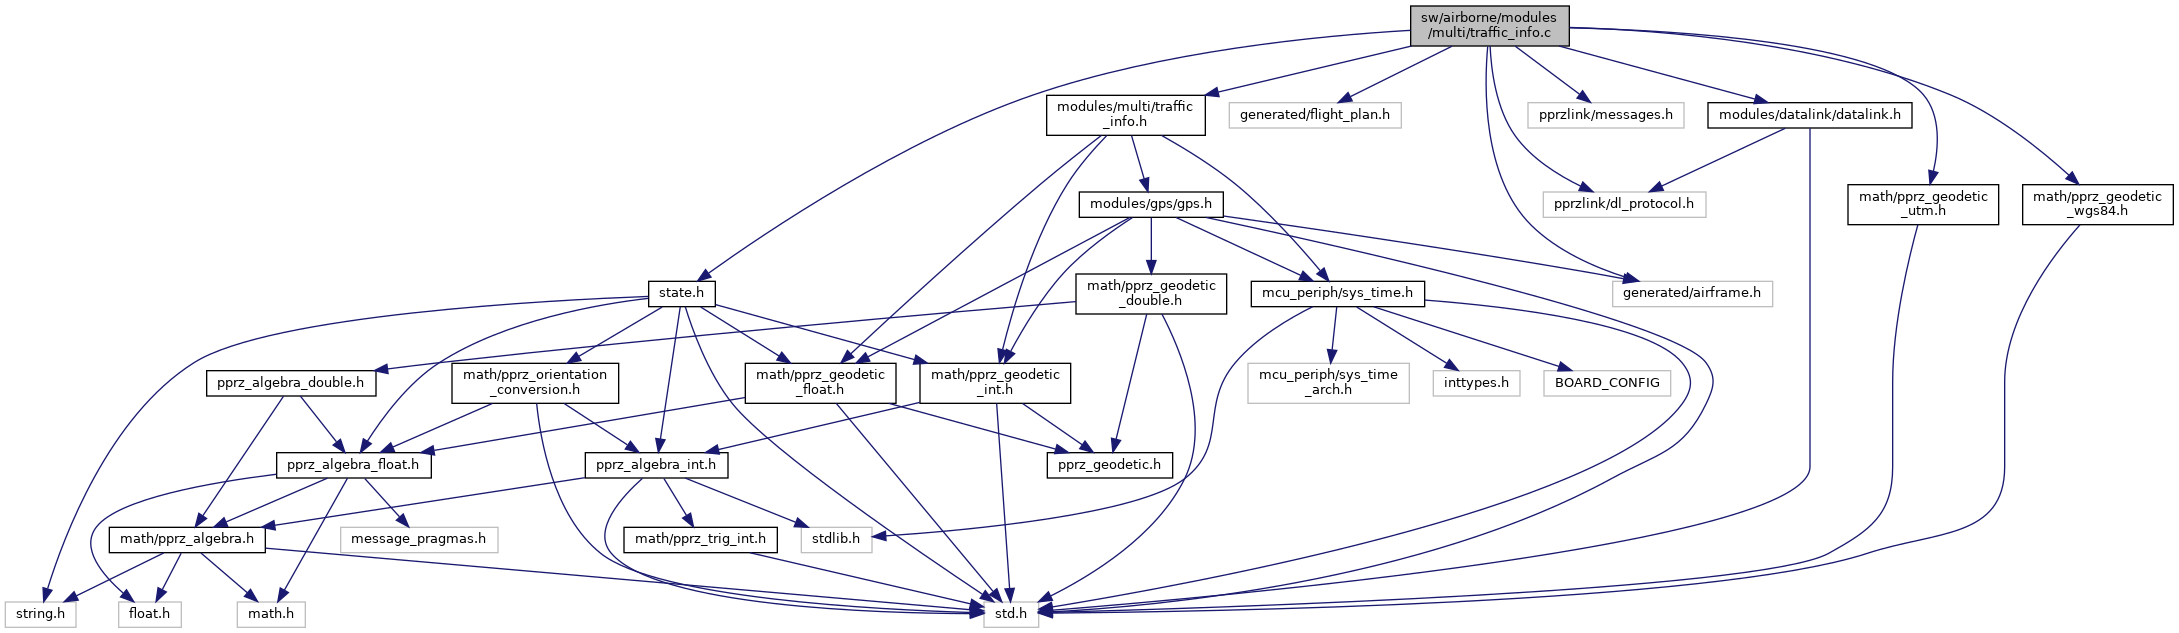 sw/airborne/modules
/multi/traffic_info.c
modules/multi/traffic
_info.h
generated/flight_plan.h
pprzlink/messages.h
modules/datalink/datalink.h
modules/gps/gps.h
pprzlink/dl_protocol.h
math/pprz_geodetic
_utm.h
math/pprz_geodetic
_wgs84.h
state.h
math/pprz_geodetic
_double.h
mcu_periph/sys_time.h
generated/airframe.h
pprz_algebra_double.h
math/pprz_orientation
_conversion.h
math/pprz_geodetic
_float.h
math/pprz_geodetic
_int.h
mcu_periph/sys_time
_arch.h
inttypes.h
BOARD_CONFIG
pprz_algebra_float.h
pprz_algebra_int.h
pprz_geodetic.h
math/pprz_algebra.h
message_pragmas.h
math/pprz_trig_int.h
stdlib.h
string.h
float.h
math.h
std.h